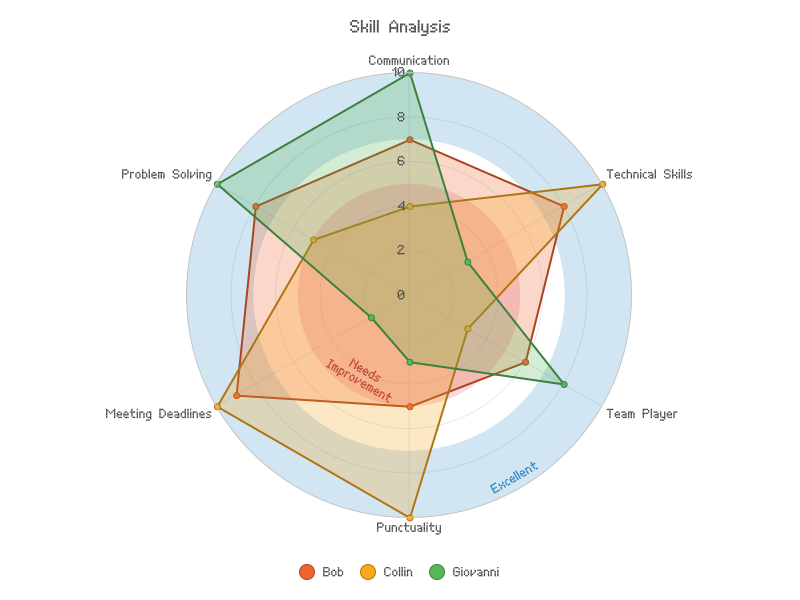 Skill Analysis
Communication
10
8
6
4
2
0
Problem Solving
Technical Skills
Needs
Improvement
Meeting Deadlines
Team Player
Excellent
Punctuality
Bob
Collin
Giovanni